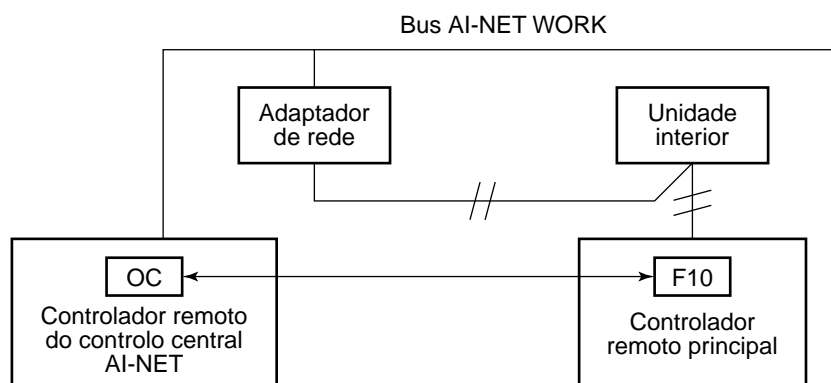 Bus AI-NET WORK
Adaptador
de rede
Unidade
interior
OC
Controlador remoto
do controlo central
AI-NET
F10
Controlador
remoto principal